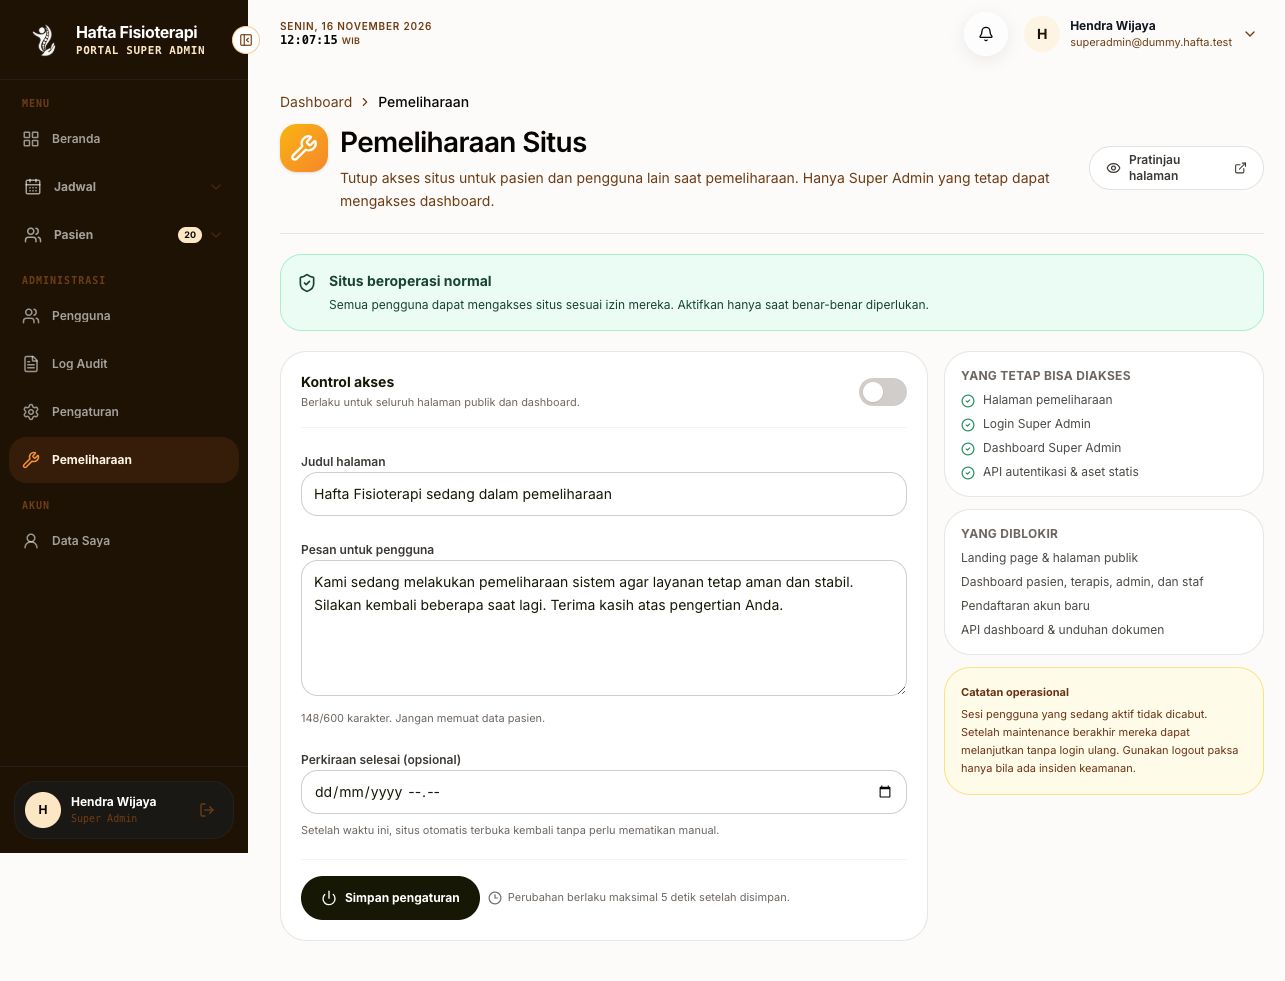 Hafta Fisioterapi
PORTAL SUPER ADMIN
MENU
Beranda
Jadwal
Pasien
20
ADMINISTRASI
Pengguna
Log Audit
Pengaturan
Pemeliharaan
AKUN
Data Saya
H
Hendra Wijaya
Super Admin
SENIN, 16 NOVEMBER 2026
12:07:15 WIB
H
Hendra Wijaya
superadmin@dummy.hafta.test
Dashboard > Pemeliharaan
Pemeliharaan Situs
Tutup akses situs untuk pasien dan pengguna lain saat pemeliharaan. Hanya Super Admin yang tetap dapat
mengakses dashboard.
Pratinjau
halaman
Situs beroperasi normal
Semua pengguna dapat mengakses situs sesuai izin mereka. Aktifkan hanya saat benar-benar diperlukan.
Kontrol akses
Berlaku untuk seluruh halaman publik dan dashboard.
Judul halaman
Hafta Fisioterapi sedang dalam pemeliharaan
Pesan untuk pengguna
Kami sedang melakukan pemeliharaan sistem agar layanan tetap aman dan stabil.
Silakan kembali beberapa saat lagi. Terima kasih atas pengertian Anda.
148/600 karakter. Jangan memuat data pasien.
Perkiraan selesai (opsional)
dd/mm/yyyy --.--
Setelah waktu ini, situs otomatis terbuka kembali tanpa perlu mematikan manual.
Simpan pengaturan
Perubahan berlaku maksimal 5 detik setelah disimpan.
YANG TETAP BISA DIAKSES
Halaman pemeliharaan
Login Super Admin
Dashboard Super Admin
API autentikasi & aset statis
YANG DIBLOKIR
Landing page & halaman publik
Dashboard pasien, terapis, admin, dan staf
Pendaftaran akun baru
API dashboard & unduhan dokumen
Catatan operasional
Sesi pengguna yang sedang aktif tidak dicabut.
Setelah maintenance berakhir mereka dapat
melanjutkan tanpa login ulang. Gunakan logout paksa
hanya bila ada insiden keamanan.